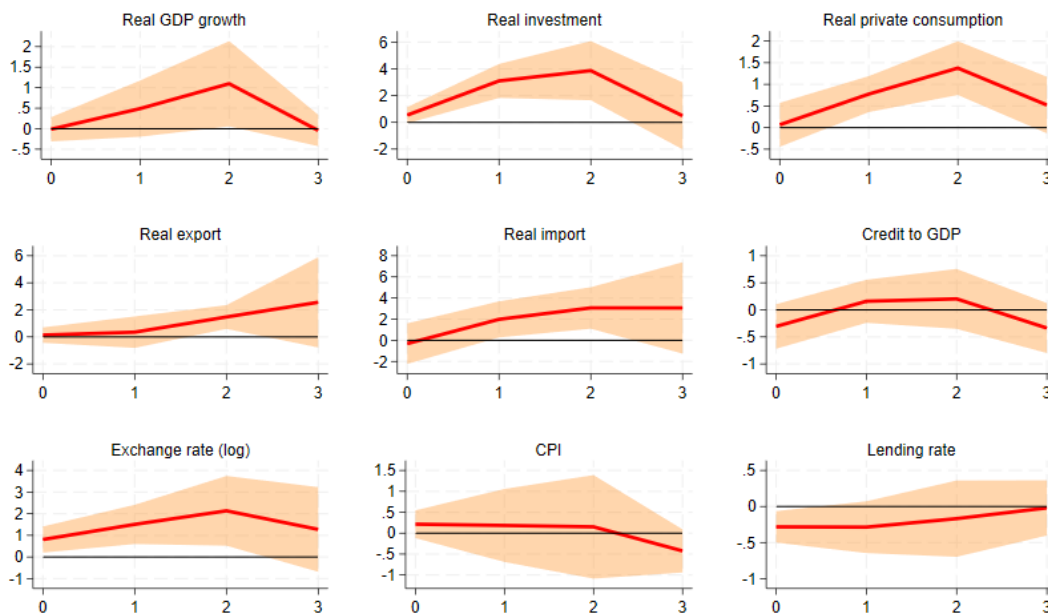 Real GDP growth
2
1.5
1
.5
0
-.5
0 1 2 3
Real investment
6
4
2
0
-2
0 1 2 3
Real private consumption
2
1.5
1
.5
0
-.5
0 1 2 3
Real export
6
4
2
0
-2
0 1 2 3
Real import
8
6
4
2
0
-2
0 1 2 3
Credit to GDP
1
.5
0
-.5
-1
0 1 2 3
Exchange rate (log)
4
3
2
1
0
-1
0 1 2 3
CPI
1.5
1
.5
0
-.5
-1
0 1 2 3
Lending rate
.5
0
-.5
-1
0 1 2 3